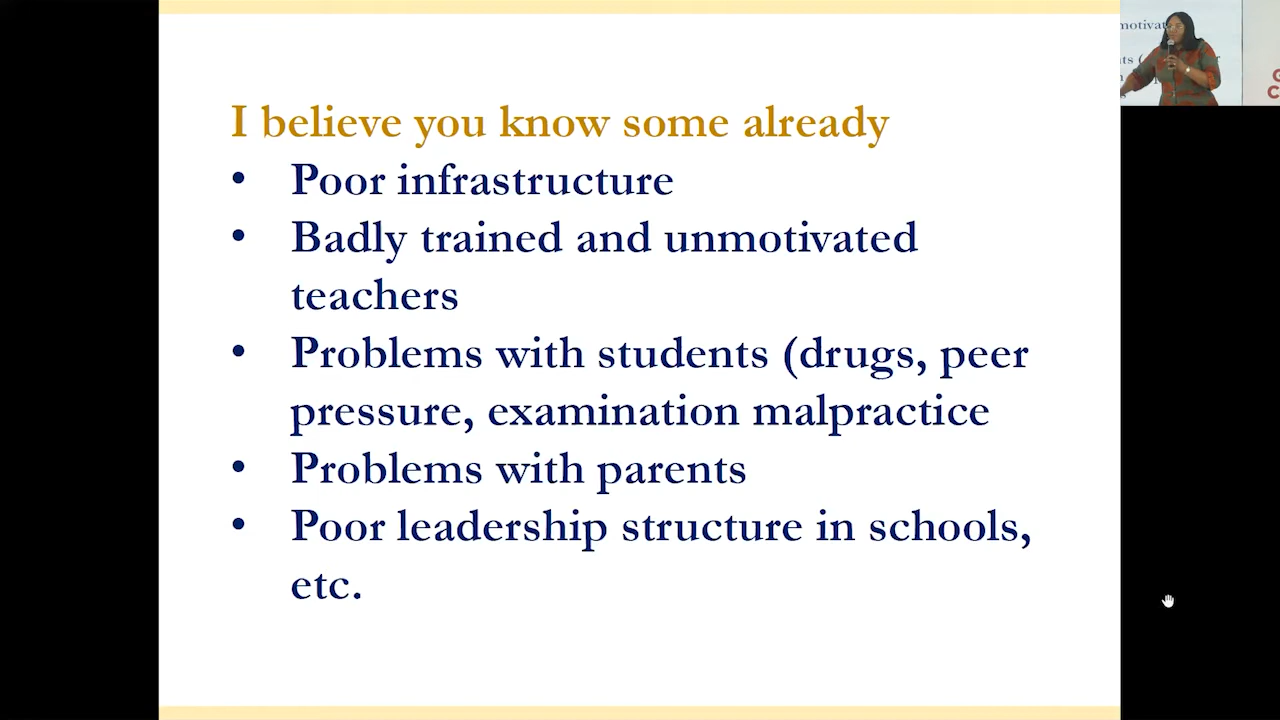 I believe you know some already
• Poor infrastructure
• Badly trained and unmotivated
teachers
• Problems with students (drugs, peer
pressure, examination malpractice
• Problems with parents
• Poor leadership structure in schools,
etc.